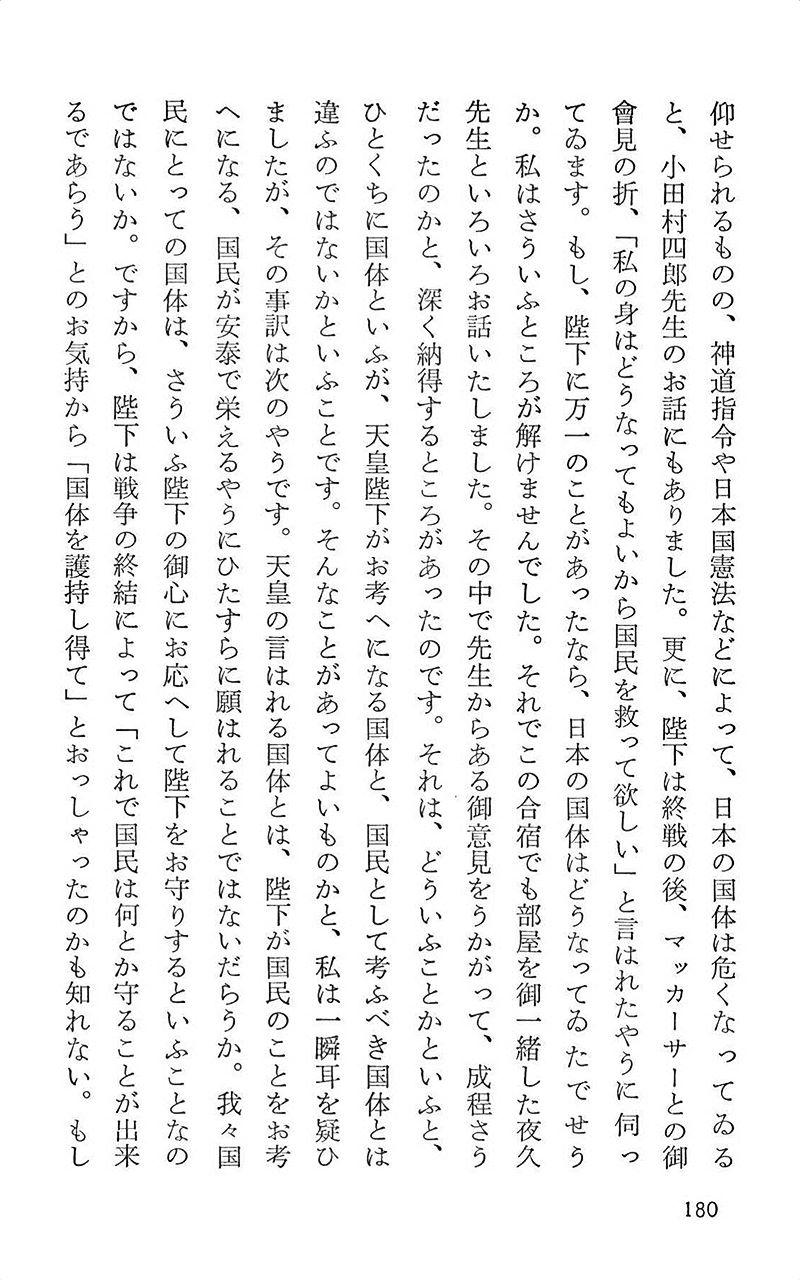 仰せられるものの、神道指令や日本国憲法などによって、日本の国体は危くなってゐる
と、小田村四郎先生のお話にもありました。更に、陛下は終戦の後、マッカーサーとの御
會見の折、「私の身はどうなってもよいから国民を救って欲しい」と言はれたやうに伺っ
てゐます。もし、陛下に万一のことがあったなら、日本の国体はどうなってゐたでせう
か。私はさういふところが解けませんでした。それでこの合宿でも部屋を御一緒した夜久
先生といろいろお話いたしました。その中で先生からある御意見をうかがって、成程さう
だったのかと、深く納得するところがあったのです。それは、どういふことかといふと、
ひとくちに国体といふが、天皇陛下がお考へになる国体と、国民として考ふべき国体とは
違ふのではないかといふことです。そんなことがあってよいものかと、私は一瞬耳を疑ひ
ましたが、その事訳は次のやうです。天皇の言はれる国体とは、陛下が国民のことをお考
へになる、国民が安泰で栄えるやうにひたすらに願はれることではないだらうか。我々国
民にとっての国体は、さういふ陛下の御心にお応へして陛下をお守りするといふことなの
ではないか。ですから、陛下は戦争の終結によって「これで国民は何とか守ることが出来
るであらう」とのお気持から「国体を護持し得て」とおっしゃったのかも知れない。もし
180